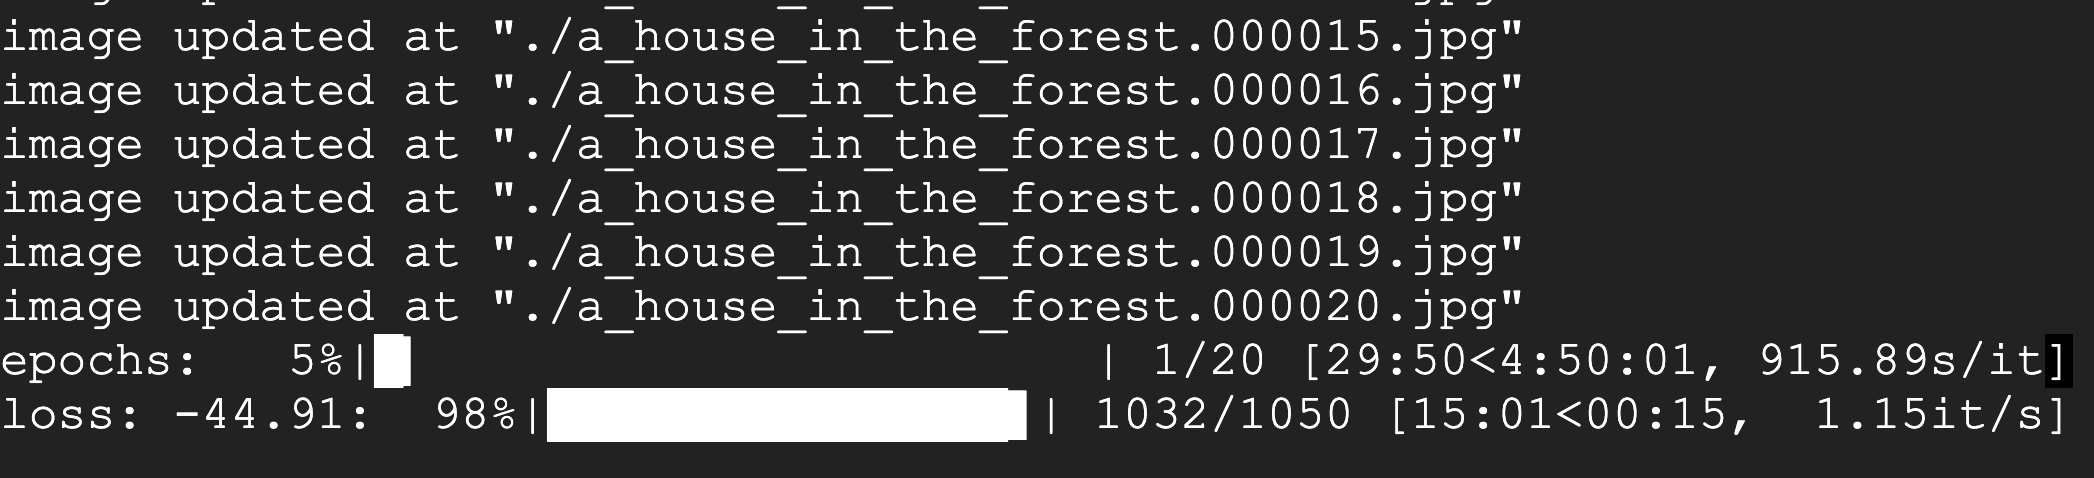 image updated at "./a_house_in_the_forest.000015.jpg"
image updated at "./a_house_in_the_forest.000016.jpg"
image updated at "./a_house_in_the_forest.000017.jpg"
image updated at "./a_house_in_the_forest.000018.jpg"
image updated at "./a_house_in_the_forest.000019.jpg"
image updated at "./a_house_in_the_forest.000020.jpg"
epochs:   5%|█                        | 1/20 [29:50<4:50:01, 915.89s/it]
loss: -44.91:  98%|████████████████▋| 1032/1050 [15:01<00:15,  1.15it/s]